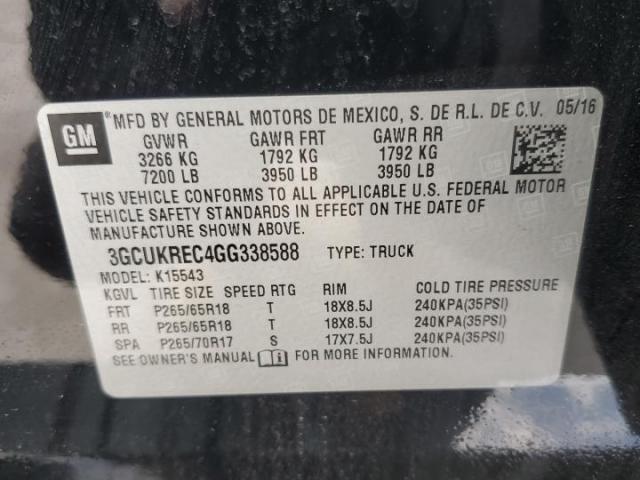 GM
MFD BY GENERAL MOTORS DE MEXICO, S. DE R.L. DE C.V. 05/16
GVWR GAWR FRT GAWR RR
3266 KG 1792 KG 1792 KG
7200 LB 3950 LB 3950 LB
THIS VEHICLE CONFORMS TO ALL APPLICABLE U.S. FEDERAL MOTOR
VEHICLE SAFETY STANDARDS IN EFFECT ON THE DATE OF
MANUFACTURE SHOWN ABOVE.
3GCUKREC4GG338588 TYPE: TRUCK
MODEL: K15543
KGVL TIRE SIZE SPEED RTG RIM COLD TIRE PRESSURE
FRT P265/65R18 T 18X8.5J 240KPA(35PSI)
RR P265/65R18 T 18X8.5J 240KPA(35PSI)
SPA P265/70R17 S 17X7.5J 240KPA(35PSI)
SEE OWNER'S MANUAL FOR MORE INFORMATION.